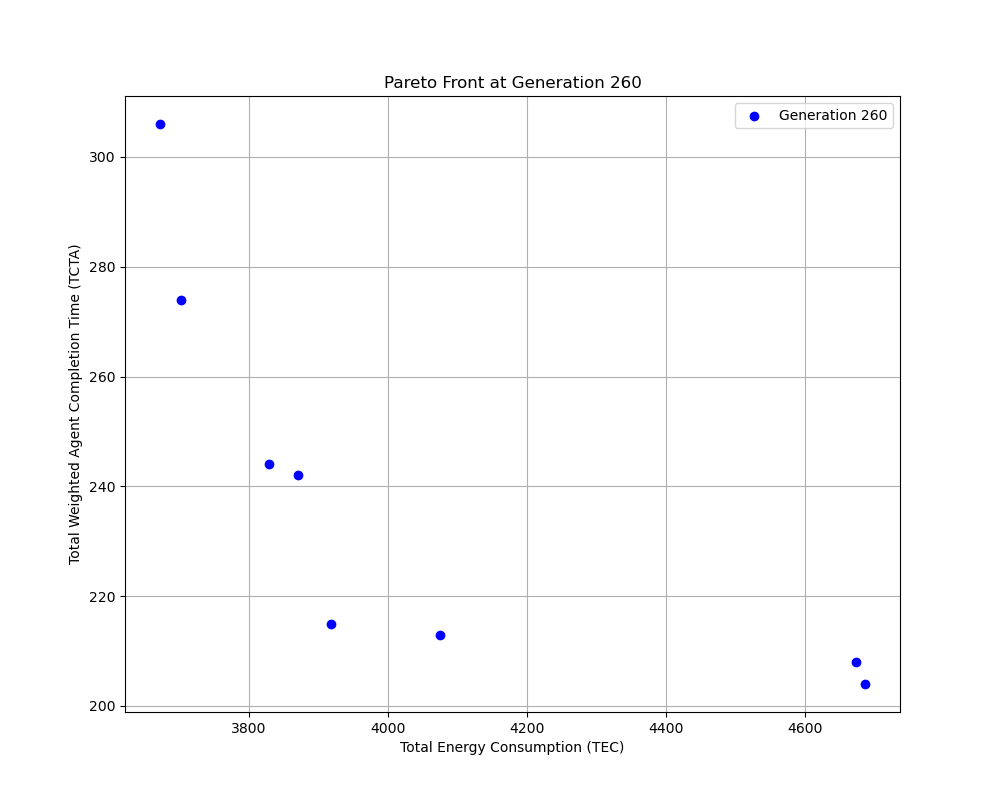 Pareto Front at Generation 260
Generation 260
Total Weighted Agent Completion Time (TCTA)
300
280
260
240
220
200
3800
4000
4200
4400
4600
Total Energy Consumption (TEC)